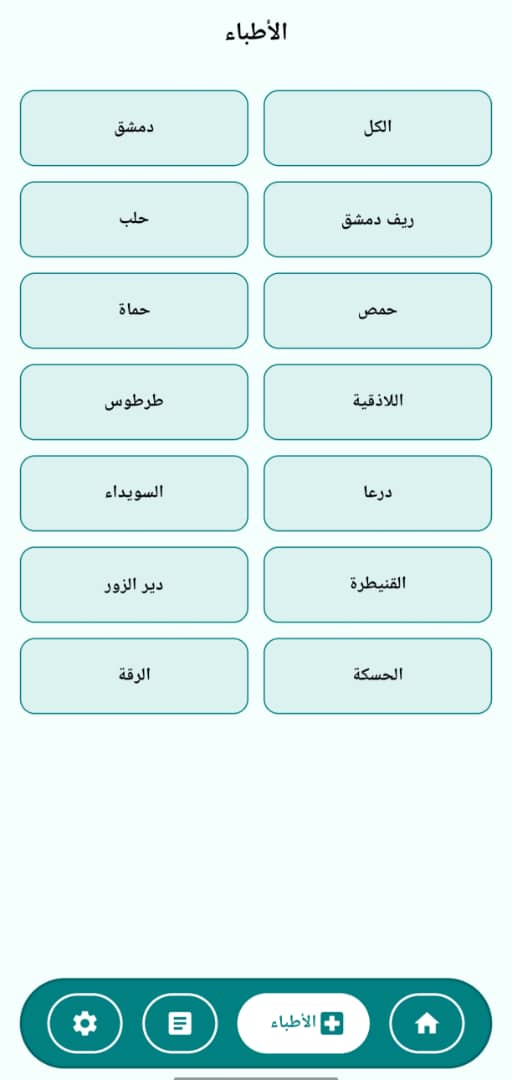 الأطباء
الكل
دمشق
ريف دمشق
حلب
حمص
حماة
اللاذقية
طرطوس
درعا
السويداء
القنيطرة
دير الزور
الحسكة
الرقة
الأطباء